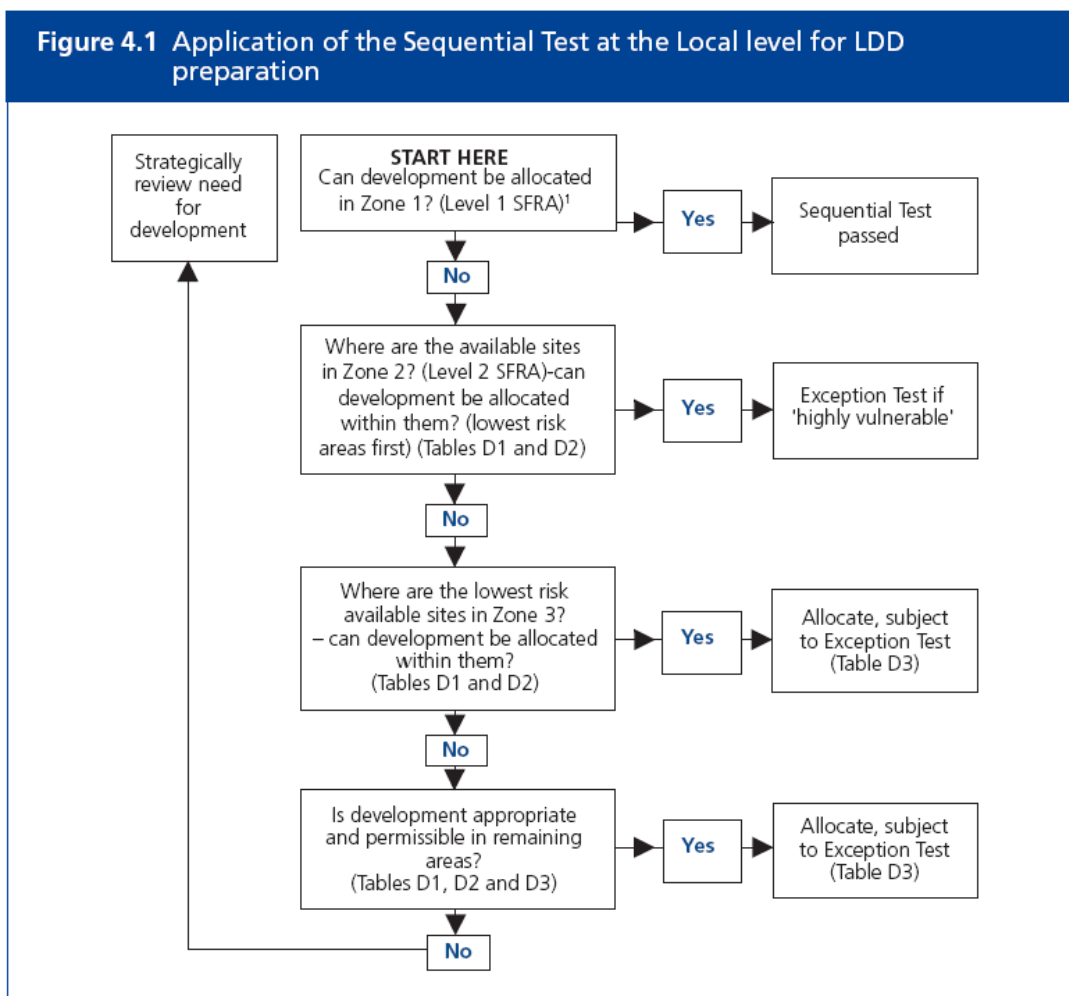 Figure 4.1 Application of the Sequential Test at the Local level for LDD
preparation
Strategically
review need
for
development
START HERE
Can development be allocated
in Zone 1? (Level 1 SFRA)¹
Yes
Sequential Test
passed
No
Where are the available sites
in Zone 2? (Level 2 SFRA)-can
development be allocated
within them? (lowest risk
areas first) (Tables D1 and D2)
Yes
Exception Test if
'highly vulnerable'
No
Where are the lowest risk
available sites in Zone 3?
– can development be allocated
within them?
(Tables D1 and D2)
Yes
Allocate, subject
to Exception Test
(Table D3)
No
Is development appropriate
and permissible in remaining
areas?
(Tables D1, D2 and D3)
Yes
Allocate, subject
to Exception Test
(Table D3)
No